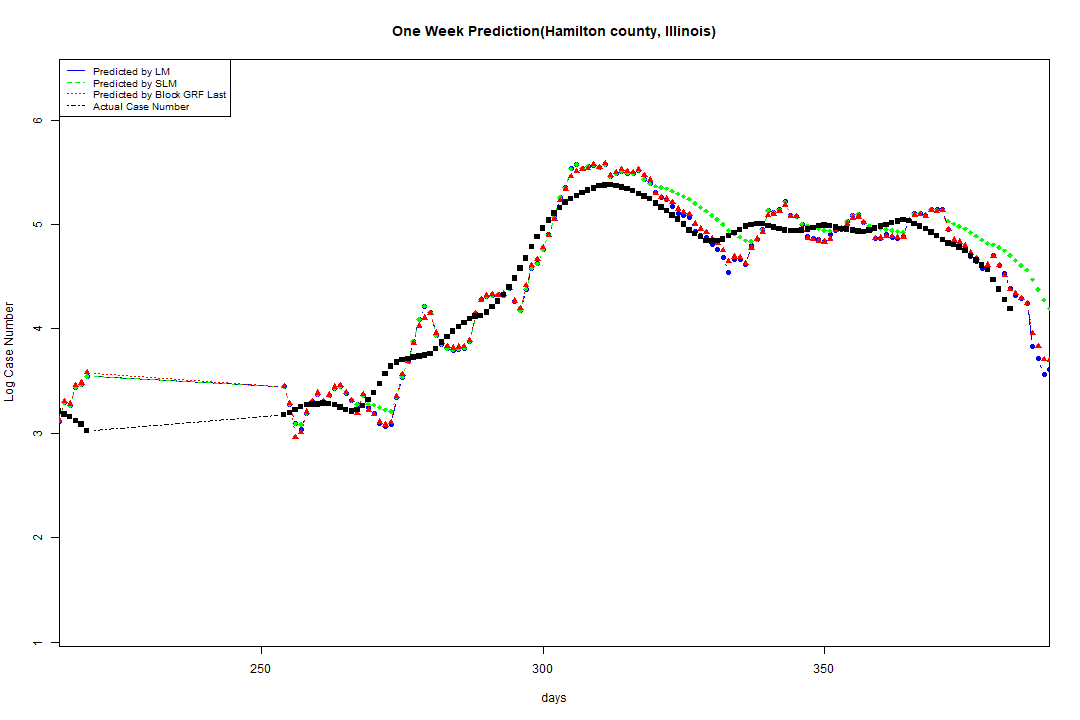 One Week Prediction(Hamilton county, Illinois)
Predicted by LM
Predicted by SLM
Predicted by Block GRF Last
Actual Case Number
6
5
4
3
2
1
Log Case Number
250 300 350
days